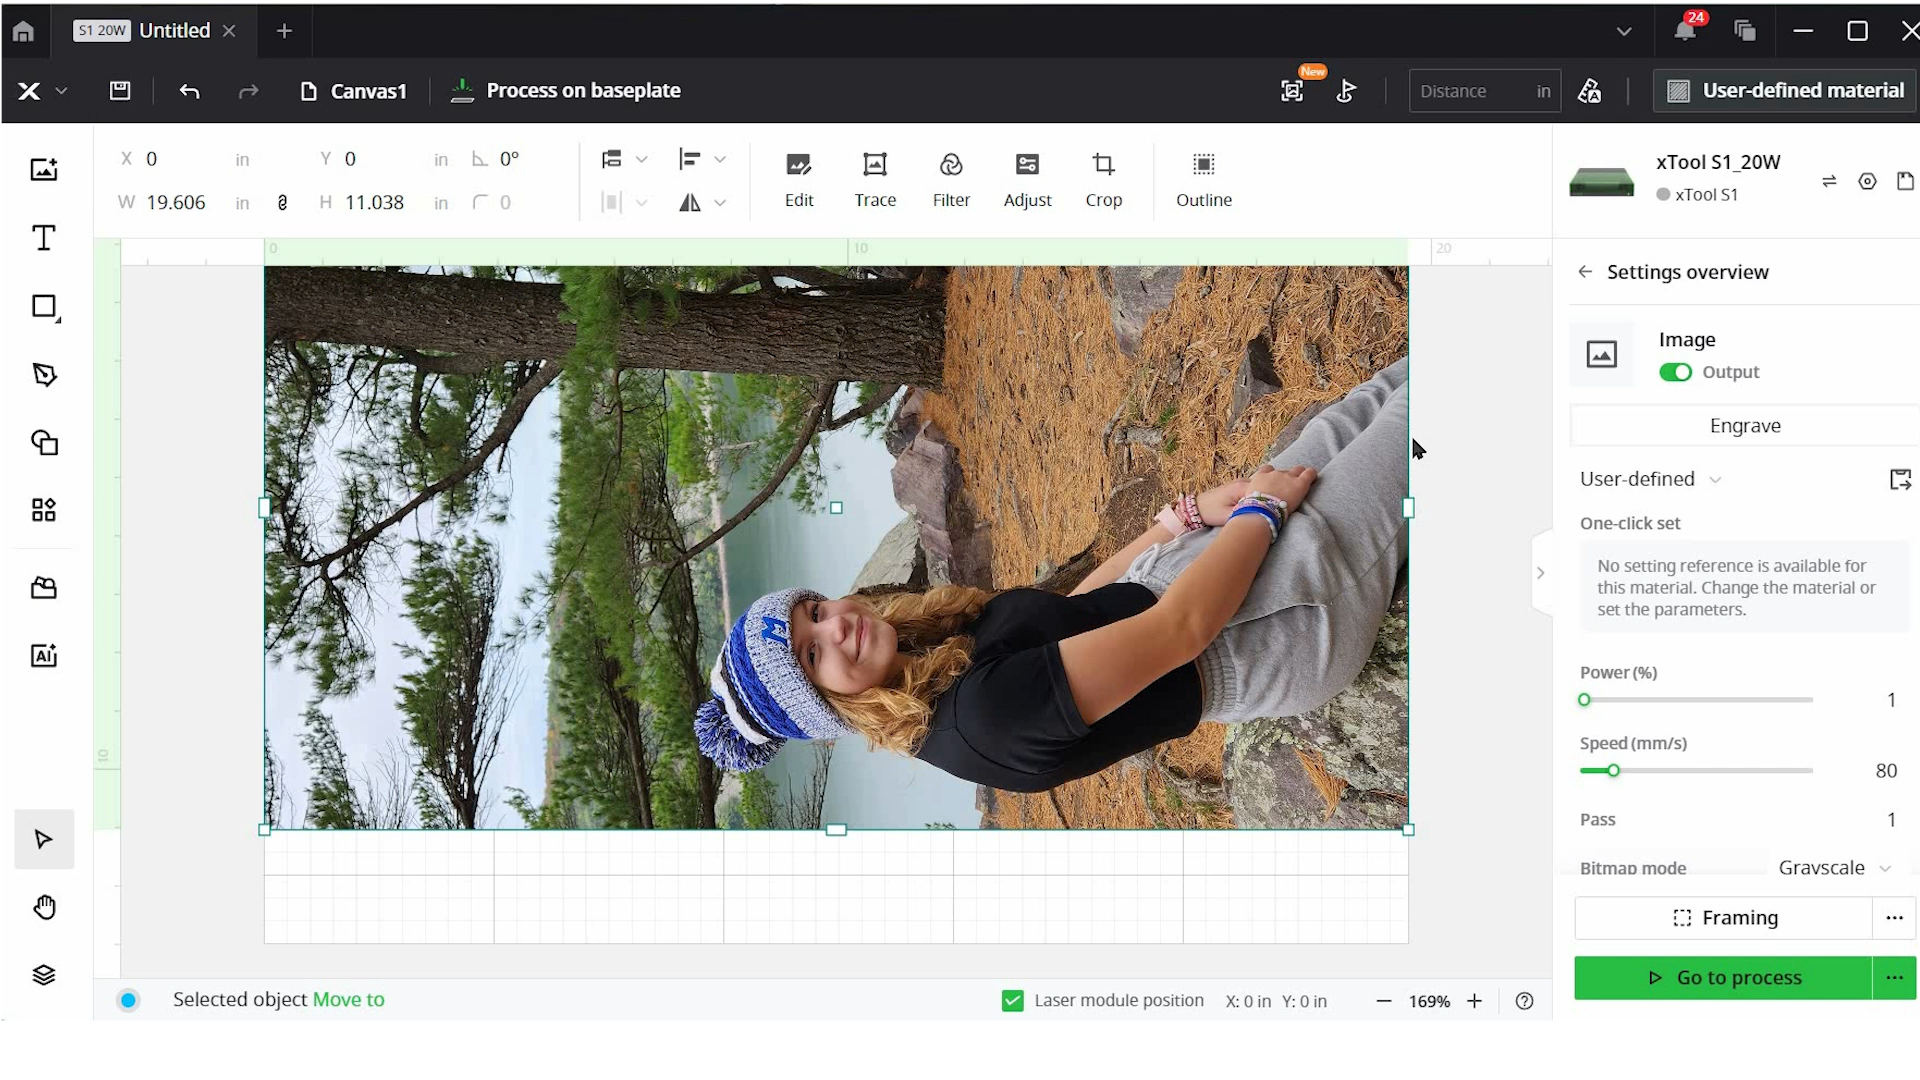 S1 20W Untitled
24
Canvas1 Process on baseplate New Distance in User-defined material
X 0 in Y 0 in 0°
W 19.606 in H 11.038 in 0
Edit Trace Filter Adjust Crop Outline
xTool S1_20W
xTool S1
0 10 20
10
Settings overview
Image
Output
Engrave
User-defined
One-click set
No setting reference is available for
this material. Change the material or
set the parameters.
Power (%)
1
Speed (mm/s)
80
Pass 1
Bitmap mode Grayscale
Framing
Go to process
AI
M
Selected object Move to Laser module position X: 0 in Y: 0 in 169%